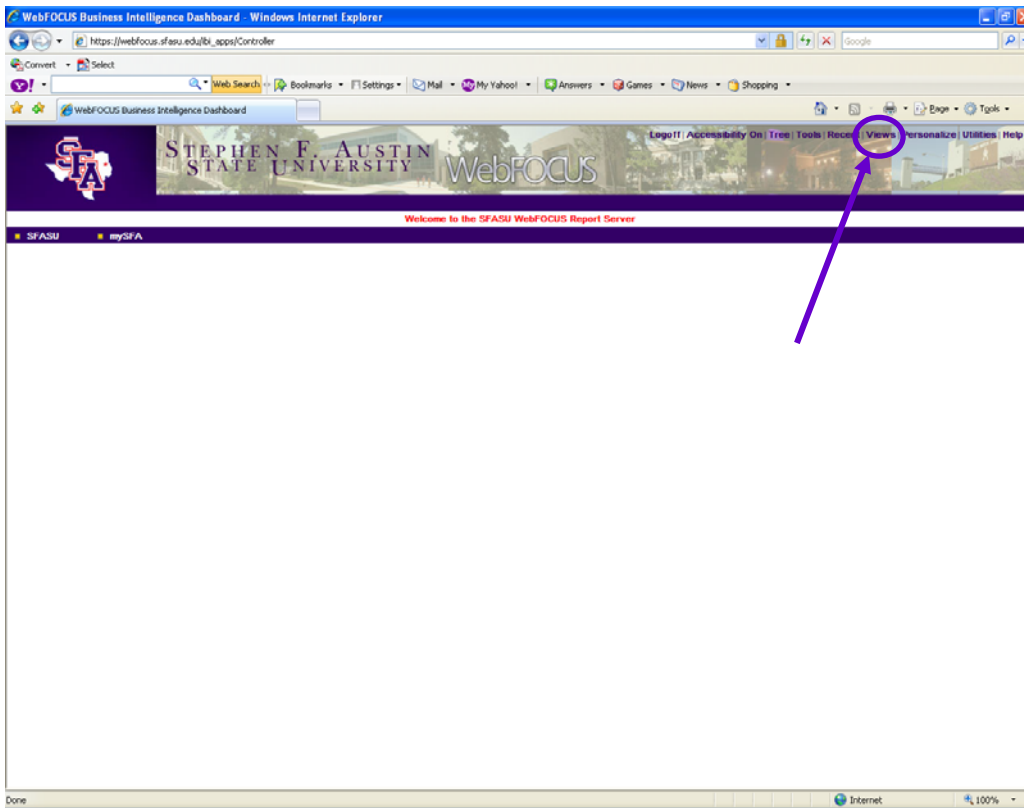 WebFOCUS Business Intelligence Dashboard - Windows Internet Explorer
https://webfocus.sfasu.edu/ibi_apps/Controller
Google
Convert Select
Y! Web Search Bookmarks Settings Mail My Yahoo! Answers Games News Shopping
WebFOCUS Business Intelligence Dashboard
Page Tools
Logoff | Accessibility On | Tree | Tools | Recent | Views | Personalize | Utilities | Help
SFA
STEPHEN F. AUSTIN
STATE UNIVERSITY
WebFOCUS
Welcome to the SFASU WebFOCUS Report Server
SFASU mySFA
Done Internet 100%